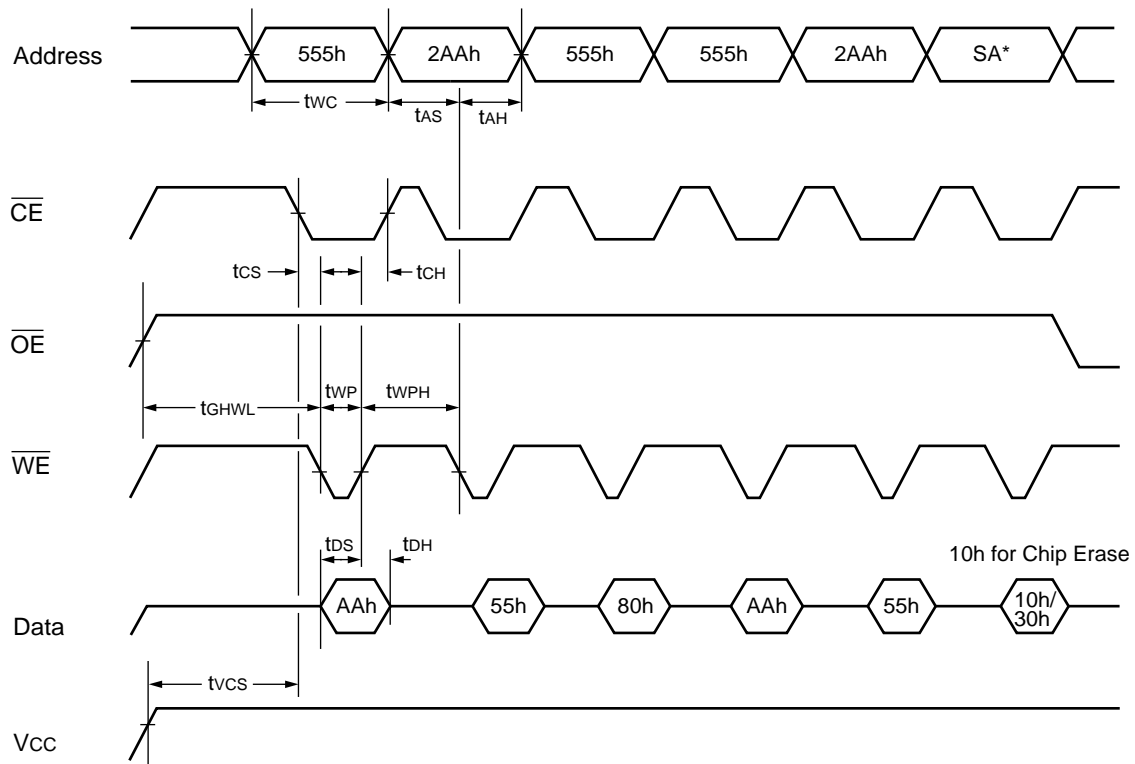 Address 555h 2AAh 555h 555h 2AAh SA*
tWC tAS tAH
CE
tCS tCH
OE
tGHWL tWP tWPH
WE
tDS tDH
10h for Chip Erase
Data AAh 55h 80h AAh 55h 10h/
30h
tVCS
VCC